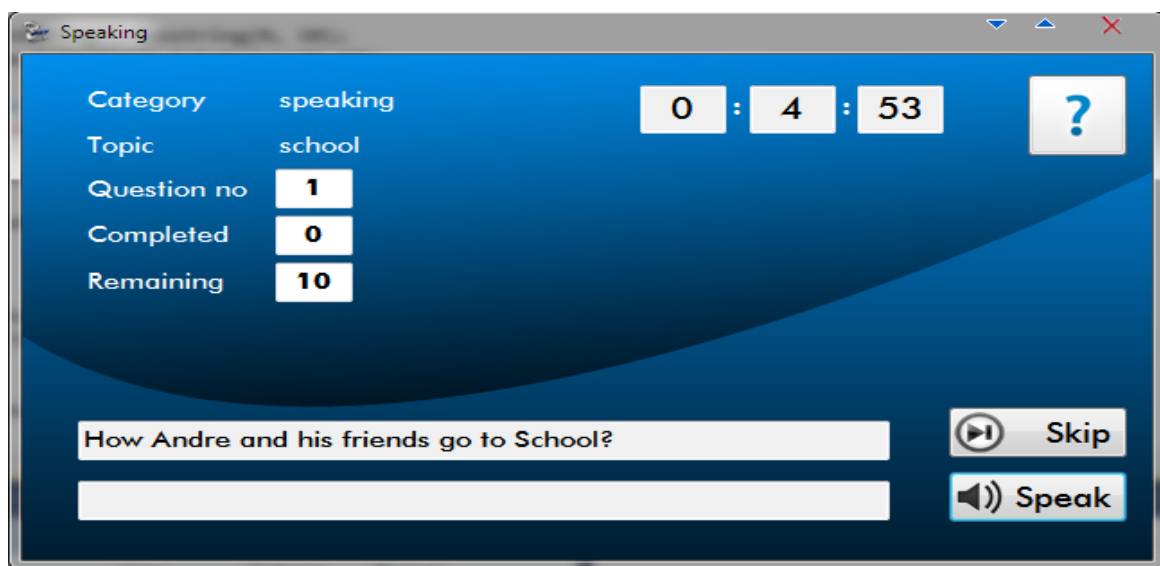 Speaking
Category speaking
0 : 4 : 53
?
Topic school
Question no 1
Completed 0
Remaining 10
How Andre and his friends go to School?
Skip
Speak